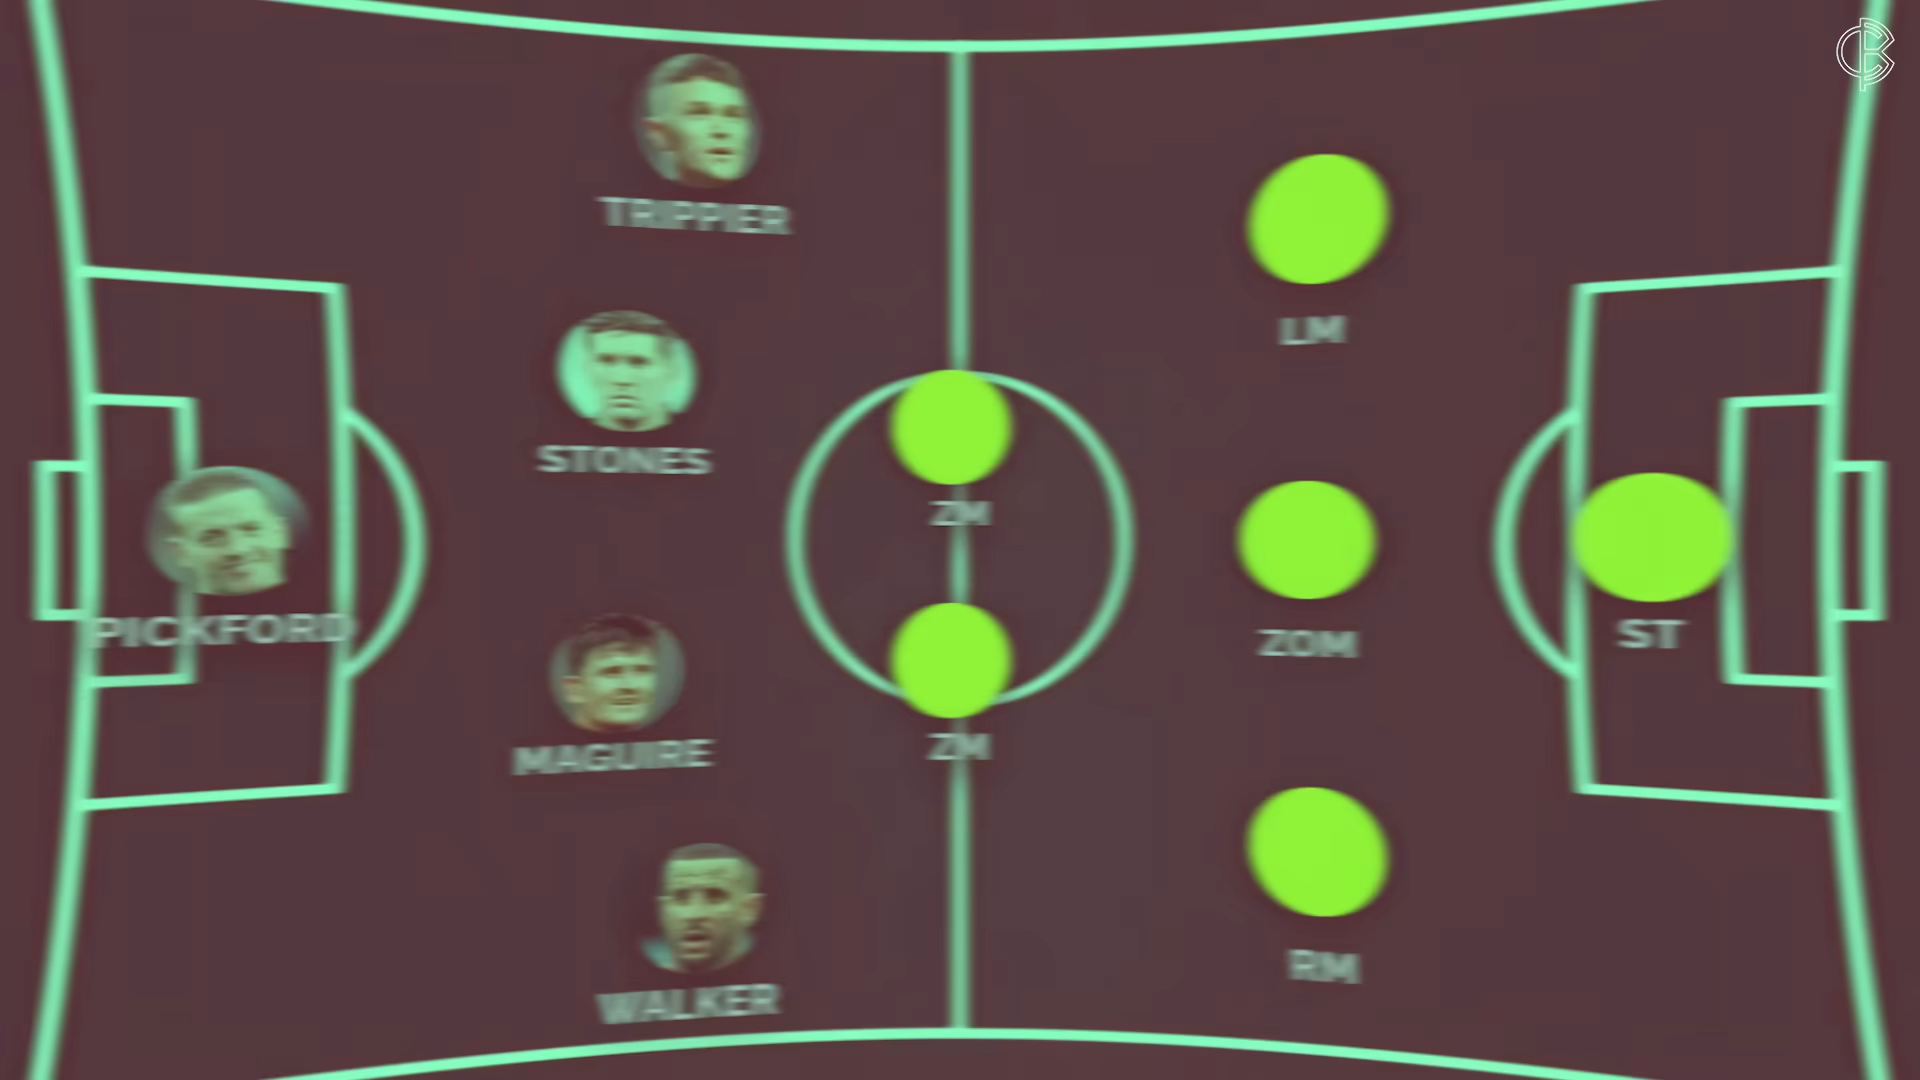 TRIPPIER
LM
STONES
ZM
PICKFORD
ZOM
ST
MAGUIRE
ZM
RM
WALKER